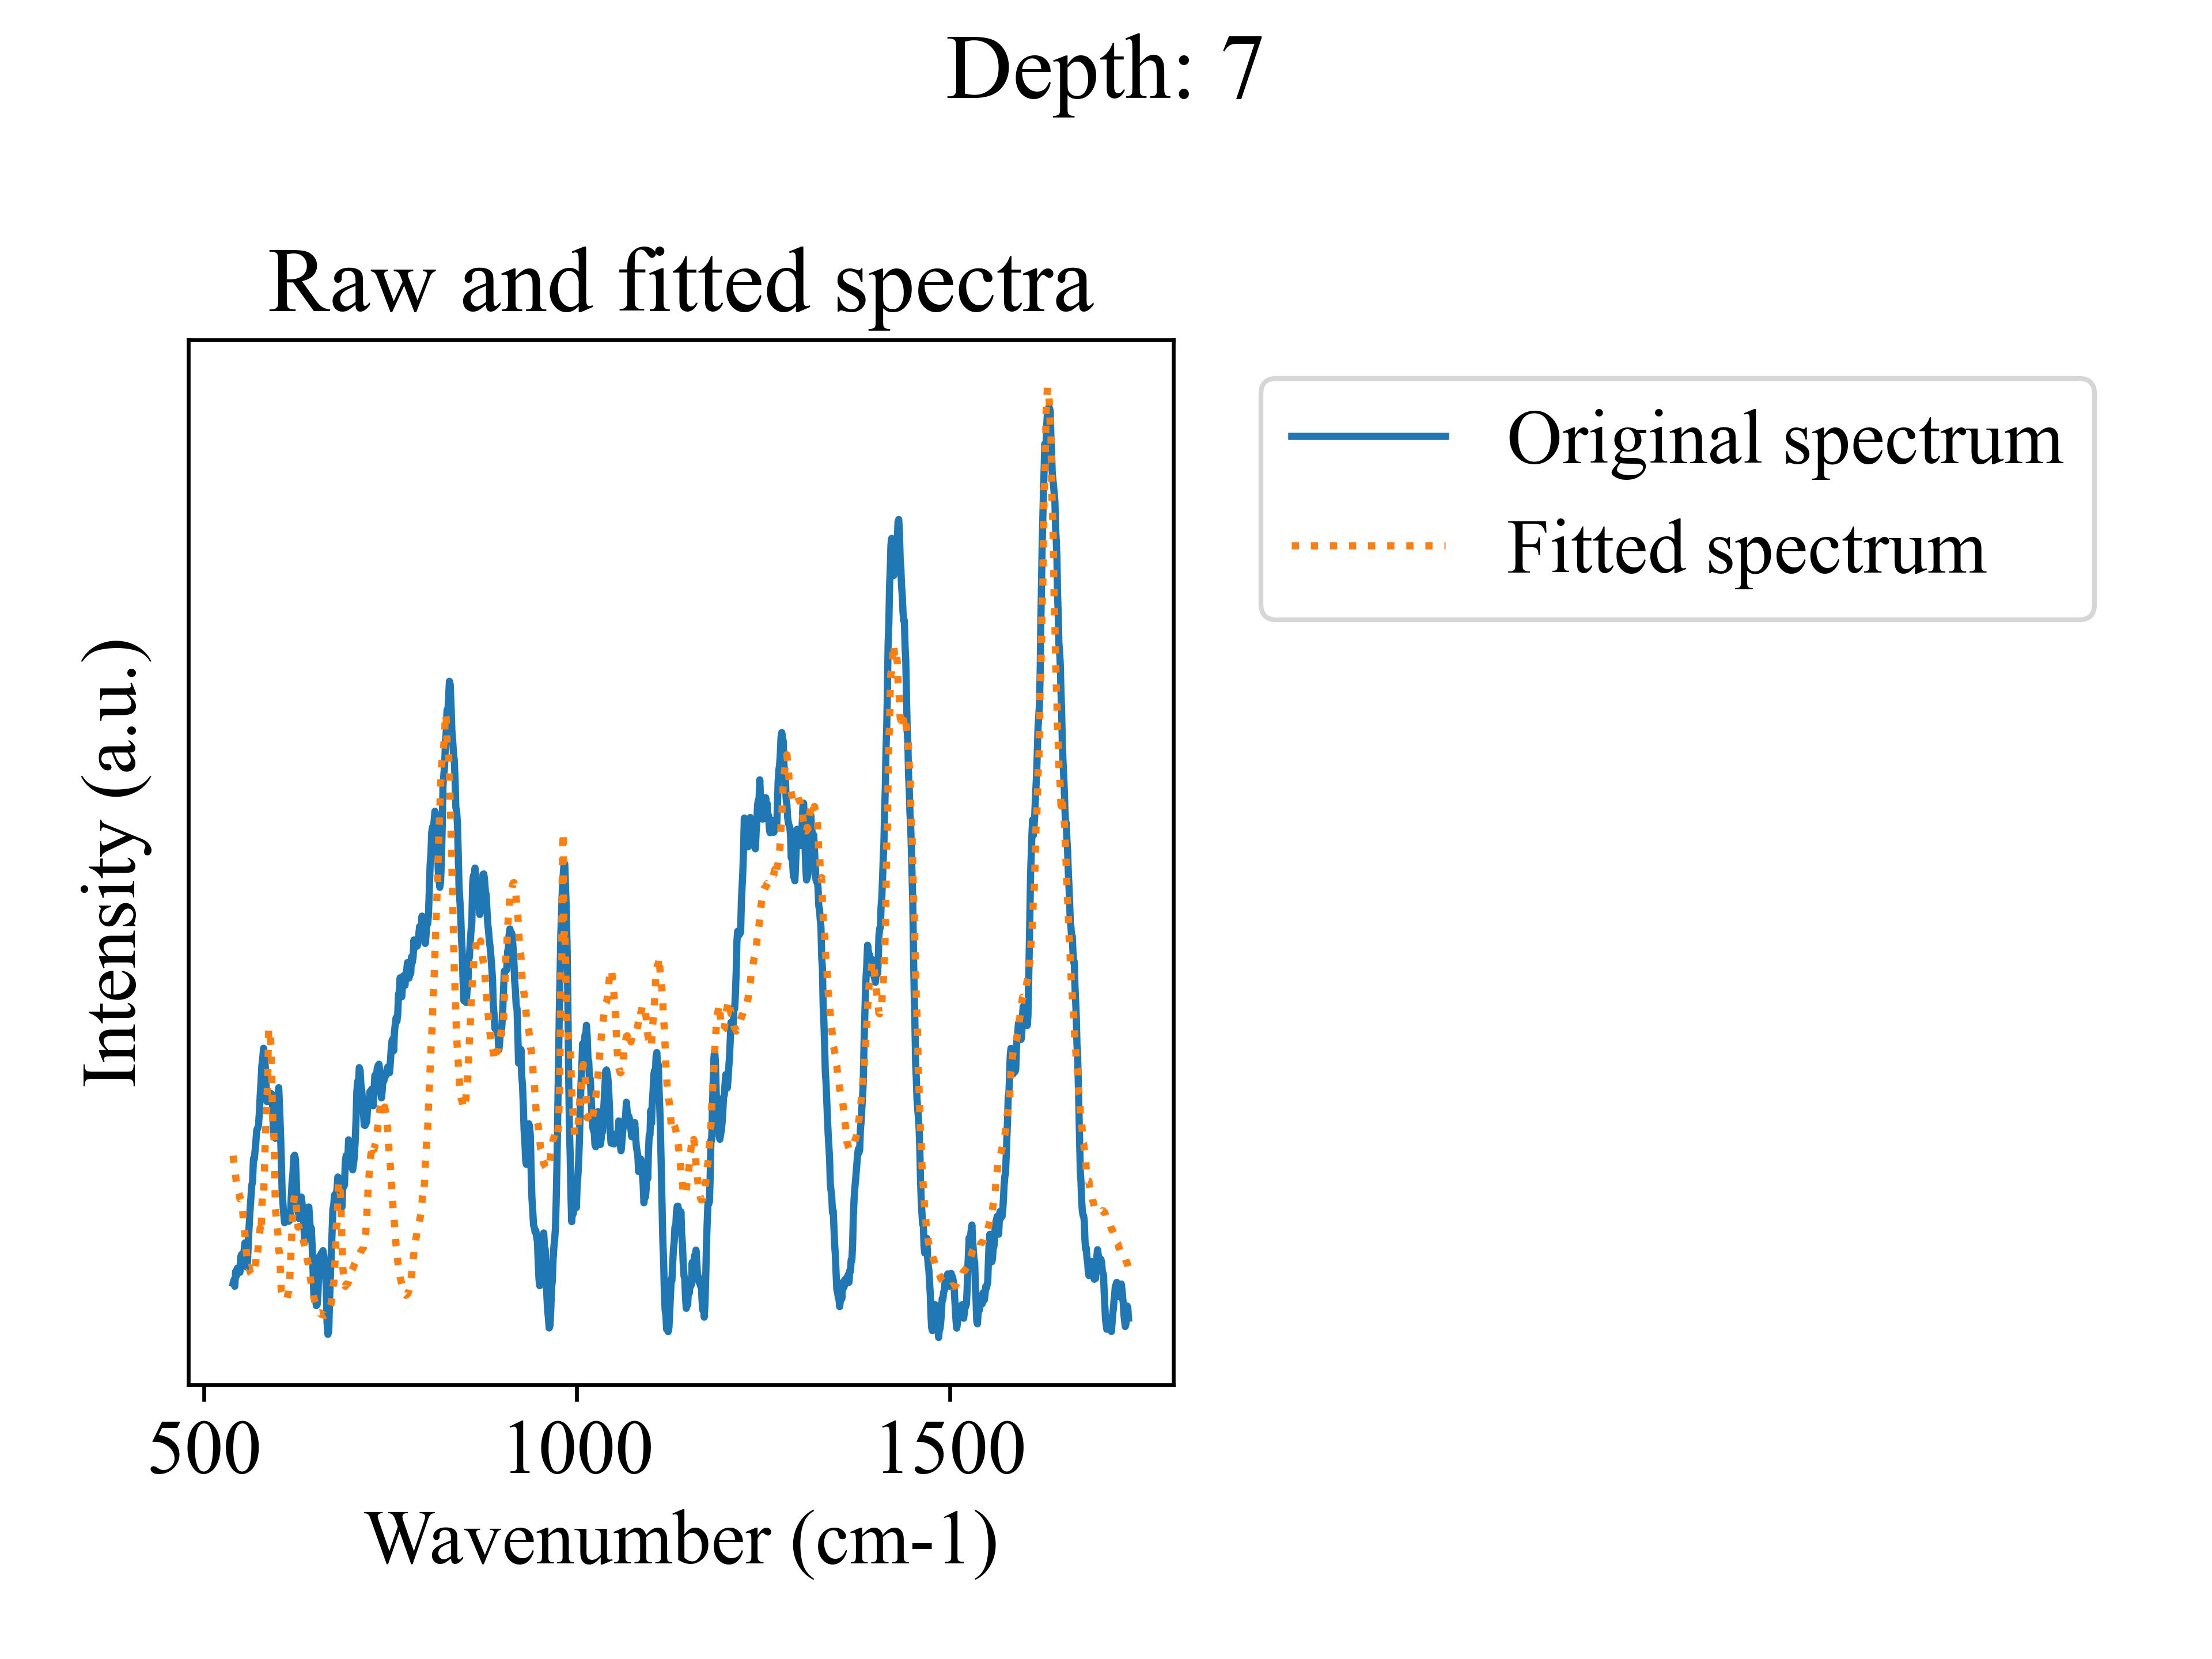 Depth: 7
Raw and fitted spectra
Original spectrum
Fitted spectrum
Intensity (a.u.)
500 1000 1500
Wavenumber (cm-1)